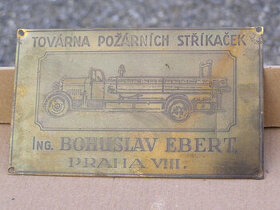 TOVÁRNA POŽÁRNÍCH STŘÍKAČEK
ING. BOHUSLAV EBERT
PRAHA VIII.